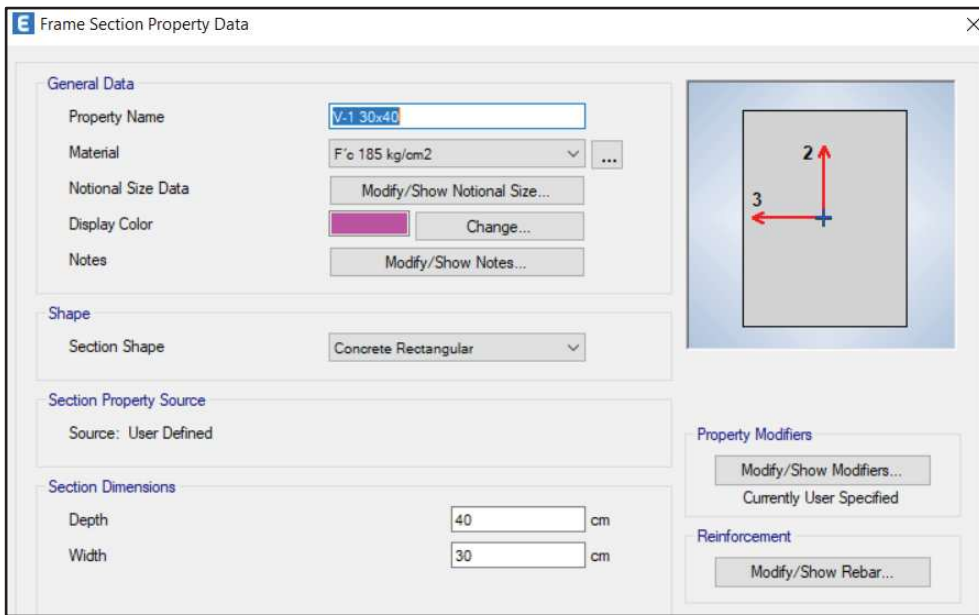 E Frame Section Property Data
General Data
Property Name V-1 30x40
Material F´c 185 kg/cm2 ...
Notional Size Data Modify/Show Notional Size...
Display Color Change...
Notes Modify/Show Notes...
Shape
Section Shape Concrete Rectangular
Section Property Source
Source: User Defined
Section Dimensions
Depth 40 cm
Width 30 cm
2
3
Property Modifiers
Modify/Show Modifiers...
Currently User Specified
Reinforcement
Modify/Show Rebar...